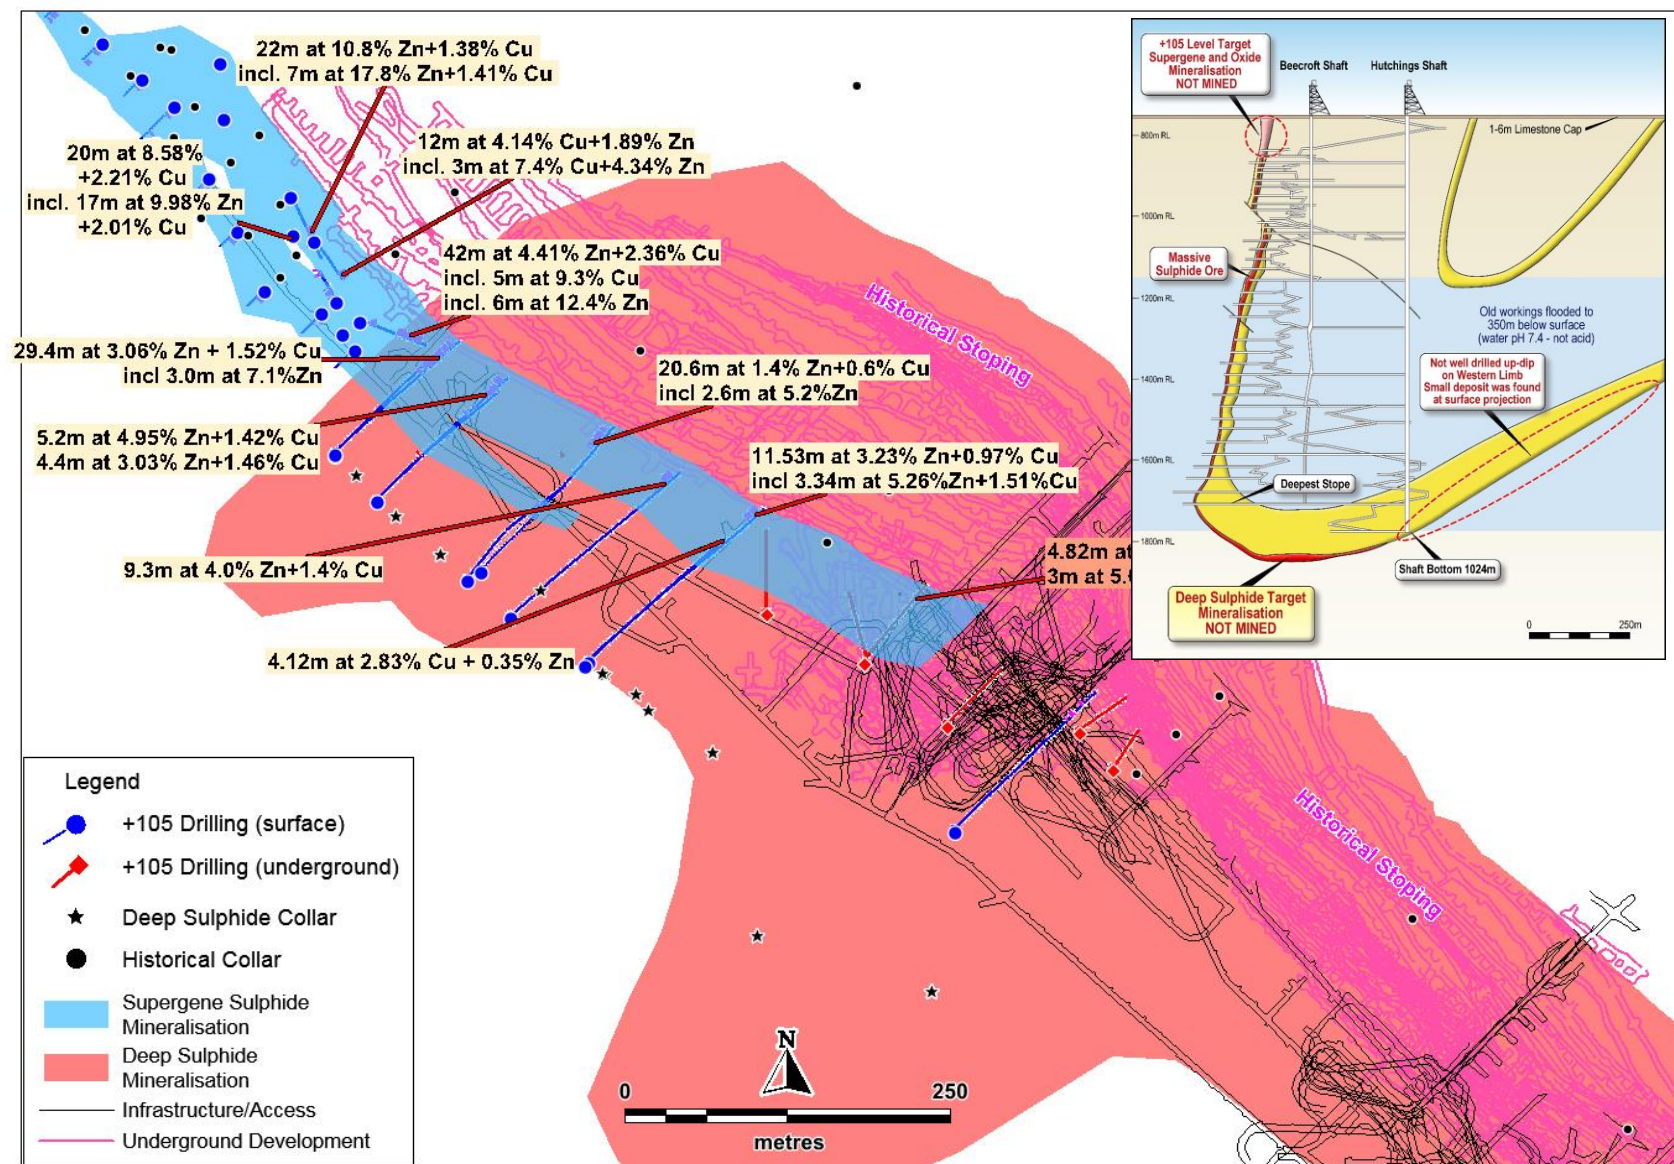 22m at 10.8% Zn+1.38% Cu
incl. 7m at 17.8% Zn+1.41% Cu
12m at 4.14% Cu+1.89% Zn
incl. 3m at 7.4% Cu+4.34% Zn
20m at 8.58%
+2.21% Cu
incl. 17m at 9.98% Zn
+2.01% Cu
42m at 4.41% Zn+2.36% Cu
incl. 5m at 9.3% Cu
incl. 6m at 12.4% Zn
Historical Stoping
29.4m at 3.06% Zn + 1.52% Cu
incl 3.0m at 7.1%Zn
20.6m at 1.4% Zn+0.6% Cu
incl 2.6m at 5.2%Zn
5.2m at 4.95% Zn+1.42% Cu
4.4m at 3.03% Zn+1.46% Cu
11.53m at 3.23% Zn+0.97% Cu
incl 3.34m at 5.26%Zn+1.51%Cu
9.3m at 4.0% Zn+1.4% Cu
4.82m at
3m at 5.
4.12m at 2.83% Cu + 0.35% Zn
Historical Stoping
+105 Level Target
Supergene and Oxide
Mineralisation
NOT MINED
Beecroft Shaft
Hutchings Shaft
800m RL
1-6m Limestone Cap
1000m RL
Massive
Sulphide Ore
1200m RL
Old workings flooded to
350m below surface
(water pH 7.4 - not acid)
Not well drilled up-dip
on Western Limb
Small deposit was found
at surface projection
1400m RL
1600m RL
Deepest Stope
1800m RL
Shaft Bottom 1024m
Deep Sulphide Target
Mineralisation
NOT MINED
0 250m
Legend
+105 Drilling (surface)
+105 Drilling (underground)
Deep Sulphide Collar
Historical Collar
Supergene Sulphide
Mineralisation
Deep Sulphide
Mineralisation
Infrastructure/Access
Underground Development
N
0 250
metres